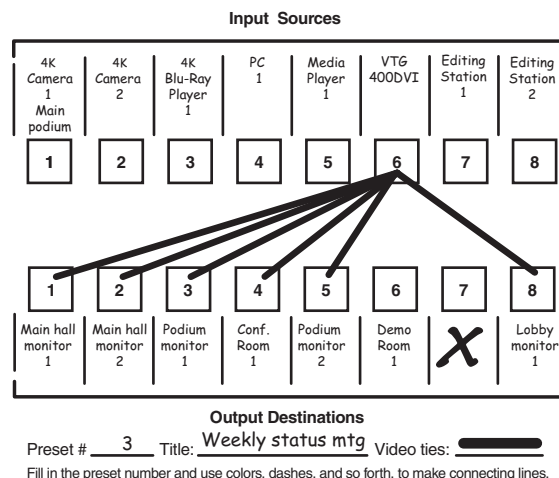 Input Sources
4K Camera 1 Main podium
4K Camera 2
4K Blu-Ray Player 1
PC 1
Media Player 1
VTG 400DVI
Editing Station 1
Editing Station 2
1 2 3 4 5 6 7 8
1 2 3 4 5 6 7 8
Main hall monitor 1
Main hall monitor 2
Podium monitor 1
Conf. Room 1
Podium monitor 2
Demo Room 1
X
Lobby monitor 1
Output Destinations
Preset # 3 Title: Weekly status mtg Video ties:
Fill in the preset number and use colors, dashes, and so forth, to make connecting lines.